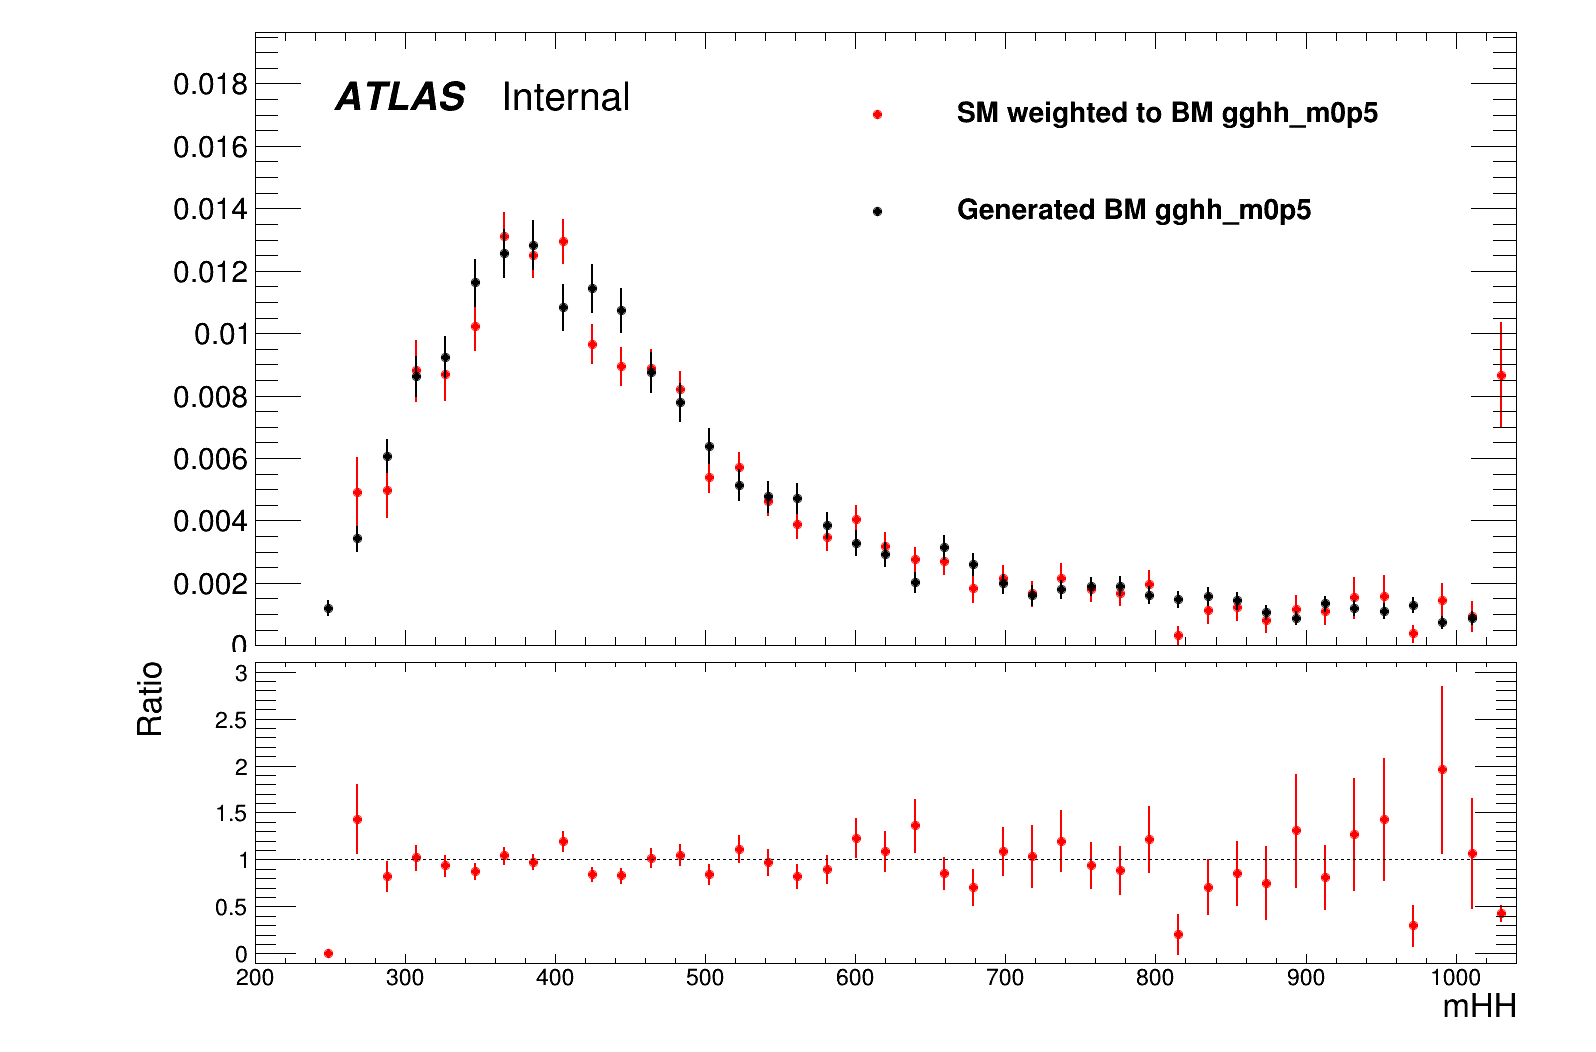 ATLAS Internal
SM weighted to BM gghh_m0p5
Generated BM gghh_m0p5
0.018
0.016
0.014
0.012
0.01
0.008
0.006
0.004
0.002
0
Ratio
3
2.5
2
1.5
1
0.5
0
200 300 400 500 600 700 800 900 1000
mHH